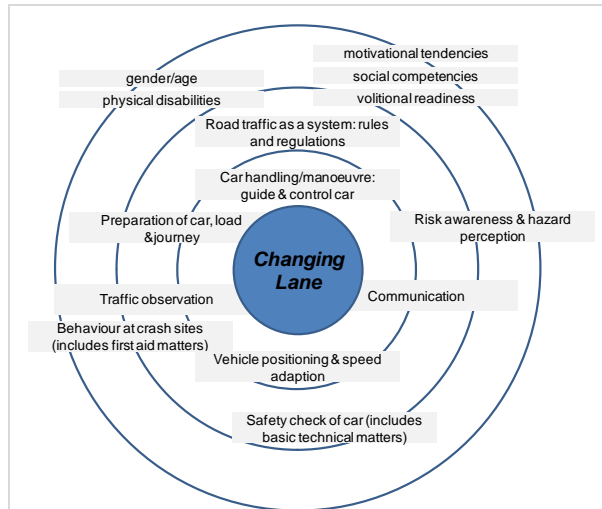 motivational tendencies
gender/age
social competencies
physical disabilities
volitional readiness
Road traffic as a system: rules
and regulations
Car handling/manoeuvre:
guide & control car
Preparation of car, load
&journey
Risk awareness & hazard
perception
Changing
Lane
Traffic observation
Communication
Behaviour at crash sites
(includes first aid matters)
Vehicle positioning & speed
adaption
Safety check of car (includes
basic technical matters)